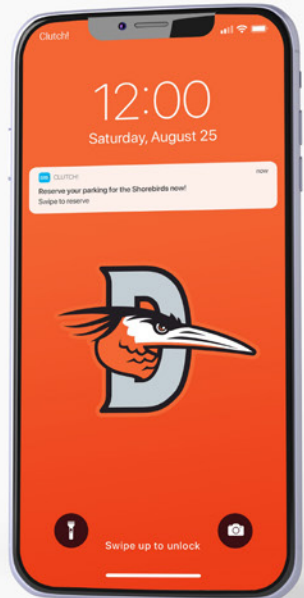 Clutch!
12:00
Saturday, August 25
CLUTCH! now
Reserve your parking for the Shorebirds now!
Swipe to reserve
D
Swipe up to unlock